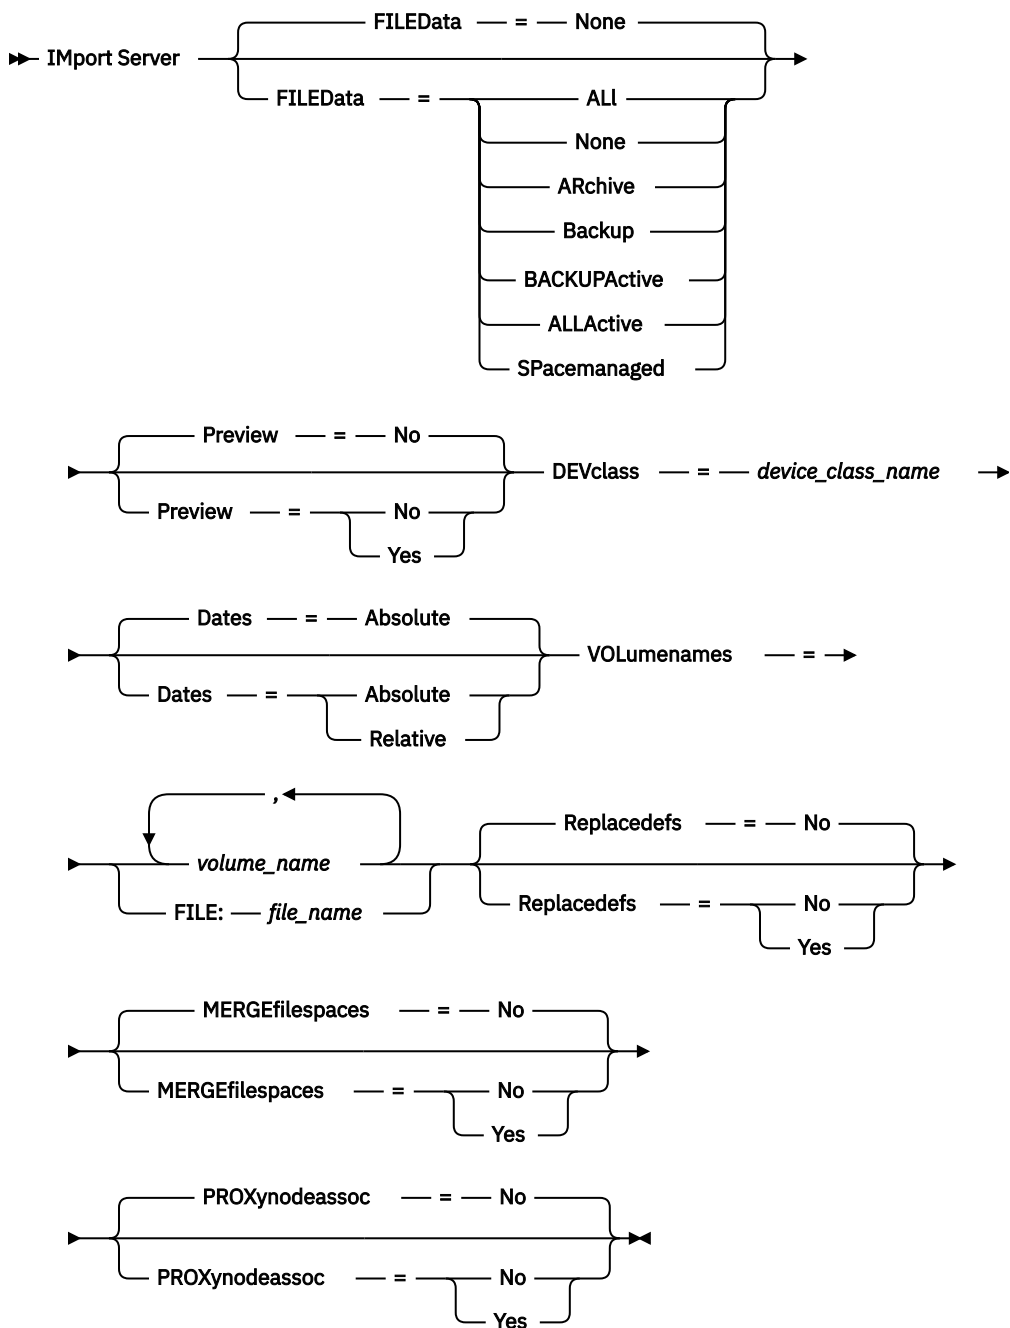 FILEData = None
IMport Server
FILEData = ALl
None
ARchive
Backup
BACKUPActive
ALLActive
SPacemanaged
Preview = No
DEVclass = device_class_name
Preview = No
Yes
Dates = Absolute
VOLumenames =
Dates = Absolute
Relative
,
volume_name
FILE: file_name
Replacedefs = No
Replacedefs = No
Yes
MERGEfilespaces = No
MERGEfilespaces = No
Yes
PROXynodeassoc = No
PROXynodeassoc = No
Yes